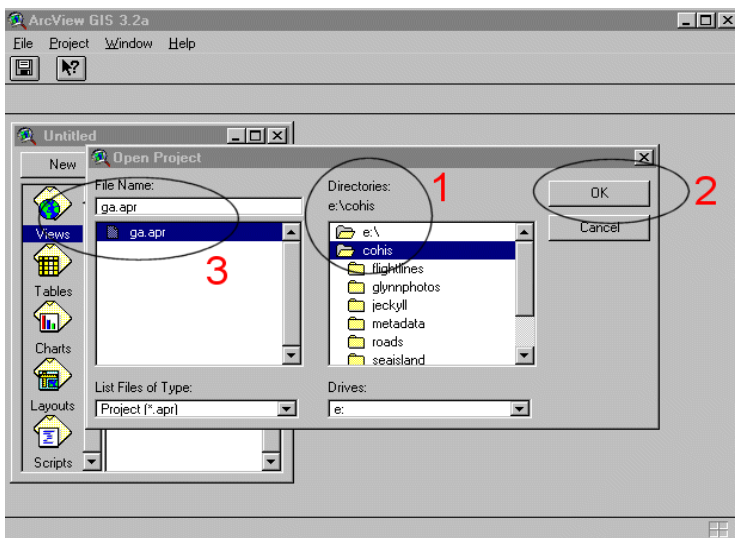 ArcView GIS 3.2a
File Project Window Help
Untitled
New
Open Project
File Name:
ga.apr
ga.apr
3
List Files of Type:
Project (*.apr)
Directories:
1
e:\cohis
e:\
cohis
flightlines
glynnphotos
jeckyll
metadata
roads
seaisland
Drives:
e:
OK
2
Cancel
Views
Tables
Charts
Layouts
Scripts